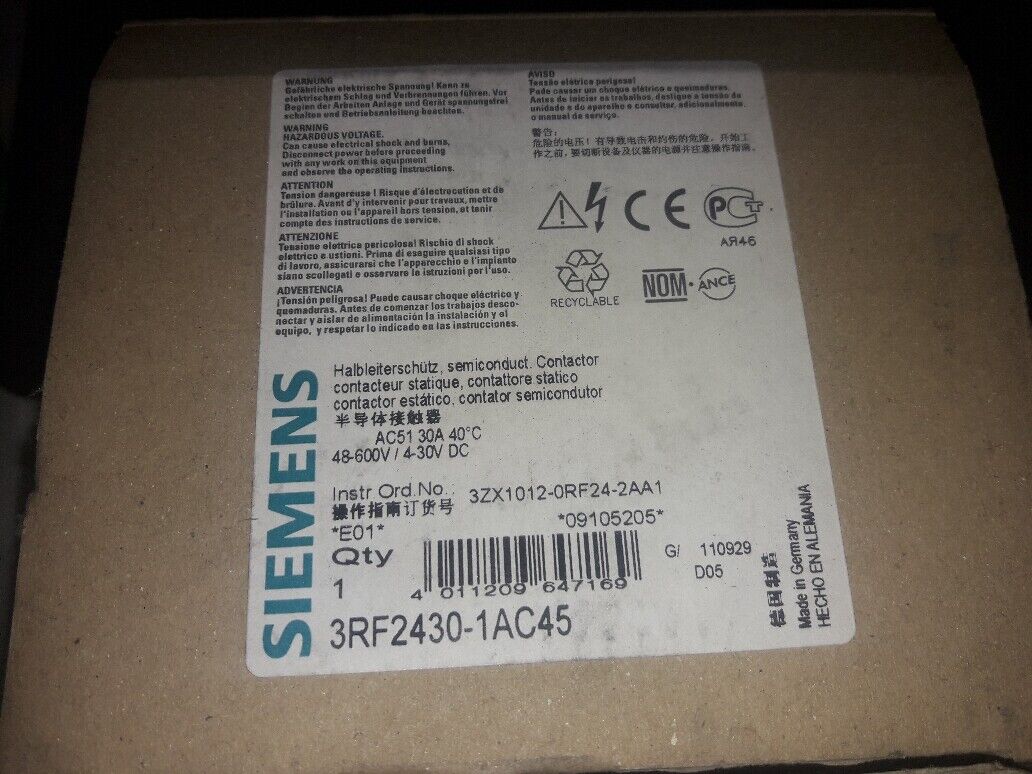 WARNUNG
Gefährliche elektrische Spannung! Kann zu
elektrischem Schlag und Verbrennungen führen. Vor
Beginn der Arbeiten Anlage und Gerät spannungsfrei
schalten und Betriebsanleitung beachten.
WARNING
HAZARDOUS VOLTAGE.
Can cause electrical shock and burns.
Disconnect power before proceeding
with any work on this equipment
and observe the operating instructions.
ATTENTION
Tension dangereuse ! Risque d'électrocution et de
brûlure. Avant d'y intervenir pour travaux, mettre
l'installation ou l'appareil hors tension, et tenir
compte des instructions de service.
ATTENZIONE
Tensione elettrica pericolosa! Rischio di shock
elettrico e ustioni. Prima di eseguire qualsiasi tipo
di lavoro, assicurarsi che l'apparecchio e l'impianto
siano scollegati e osservare le istruzioni per l'uso.
ADVERTENCIA
¡Tensión peligrosa! Puede causar choque eléctrico y
quemaduras. Antes de comenzar los trabajos desco-
nectar y aislar de alimentación la instalación y el
equipo, y respetar lo indicado en las instrucciones.
AVISO
Tensão elétrica perigosa!
Pode causar um choque elétrico e queimaduras.
Antes de iniciar os trabalhos, desligue a tensão da
unidade e do aparelho e consultar, adicionalmente,
o manual de serviço.
警告:
危险的电压! 有导致电击和灼伤的危险。开始工
作之前,要切断设备及仪器的电源并注意操作指南。
CE
РСТ
АЯ46
RECYCLABLE
NOM · ANCE
SIEMENS
Halbleiterschütz, semiconduct. Contactor
contacteur statique, contattore statico
contactor estático, contator semicondutor
半导体接触器
AC51 30A 40°C
48-600V / 4-30V DC
Instr Ord.No.: 3ZX1012-0RF24-2AA1
操作指南订货号
*E01* *09105205*
Qty
1
4 011209 647169
G/ 110929
D05
3RF2430-1AC45
德国制造
Made in Germany
HECHO EN ALEMANIA